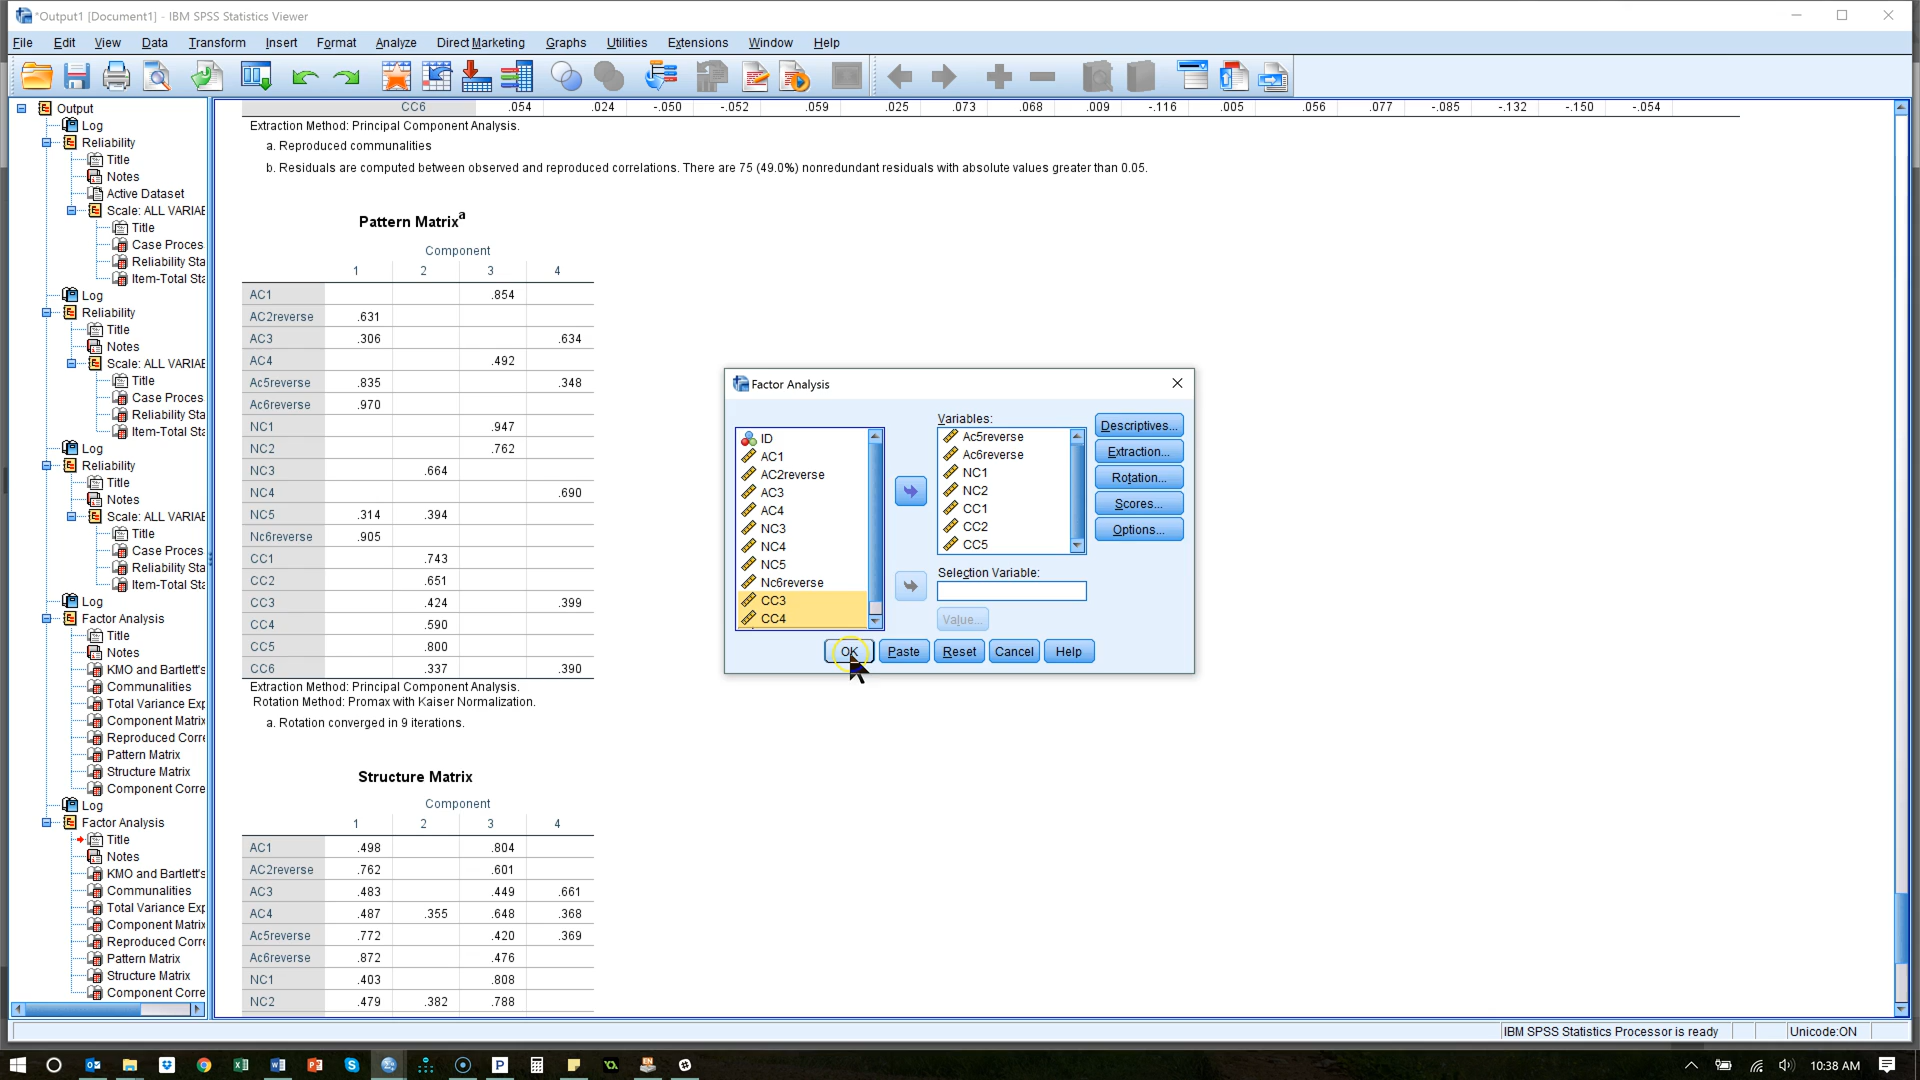 *Output1 [Document1] - IBM SPSS Statistics Viewer
File Edit View Data Transform Insert Format Analyze Direct Marketing Graphs Utilities Extensions Window Help
Output
Log
Reliability
Title
Notes
Active Dataset
Scale: ALL VARIAE
Title
Case Proces
Reliability Sta
Item-Total Sta
Log
Reliability
Title
Notes
Scale: ALL VARIAE
Title
Case Proces
Reliability Sta
Item-Total Sta
Log
Reliability
Title
Notes
Scale: ALL VARIAE
Title
Case Proces
Reliability Sta
Item-Total Sta
Log
Factor Analysis
Title
Notes
KMO and Bartlett's
Communalities
Total Variance Exp
Component Matrix
Reproduced Corre
Pattern Matrix
Structure Matrix
Component Corre
Log
Factor Analysis
Title
Notes
KMO and Bartlett's
Communalities
Total Variance Exp
Component Matrix
Reproduced Corre
Pattern Matrix
Structure Matrix
Component Corre
CC6 .054 .024 -.050 -.052 .059 .025 .073 .068 .009 -.116 .005 .056 .077 -.085 -.132 -.150 -.054
Extraction Method: Principal Component Analysis.
a. Reproduced communalities
b. Residuals are computed between observed and reproduced correlations. There are 75 (49.0%) nonredundant residuals with absolute values greater than 0.05.
Pattern Matrixa
Component
1 2 3 4
AC1 .854
AC2reverse .631
AC3 .306 .634
AC4 .492
Ac5reverse .835 .348
Ac6reverse .970
NC1 .947
NC2 .762
NC3 .664
NC4 .690
NC5 .314 .394
Nc6reverse .905
CC1 .743
CC2 .651
CC3 .424 .399
CC4 .590
CC5 .800
CC6 .337 .390
Extraction Method: Principal Component Analysis.
Rotation Method: Promax with Kaiser Normalization.
a. Rotation converged in 9 iterations.
Structure Matrix
Component
1 2 3 4
AC1 .498 .804
AC2reverse .762 .601
AC3 .483 .449 .661
AC4 .487 .355 .648 .368
Ac5reverse .772 .420 .369
Ac6reverse .872 .476
NC1 .403 .808
NC2 .479 .382 .788
Factor Analysis
ID
AC1
AC2reverse
AC3
AC4
NC3
NC4
NC5
Nc6reverse
CC3
CC4
Variables:
Ac5reverse
Ac6reverse
NC1
NC2
CC1
CC2
CC5
Selection Variable:
Value...
Descriptives...
Extraction...
Rotation...
Scores...
Options...
OK Paste Reset Cancel Help
IBM SPSS Statistics Processor is ready Unicode:ON
10:38 AM